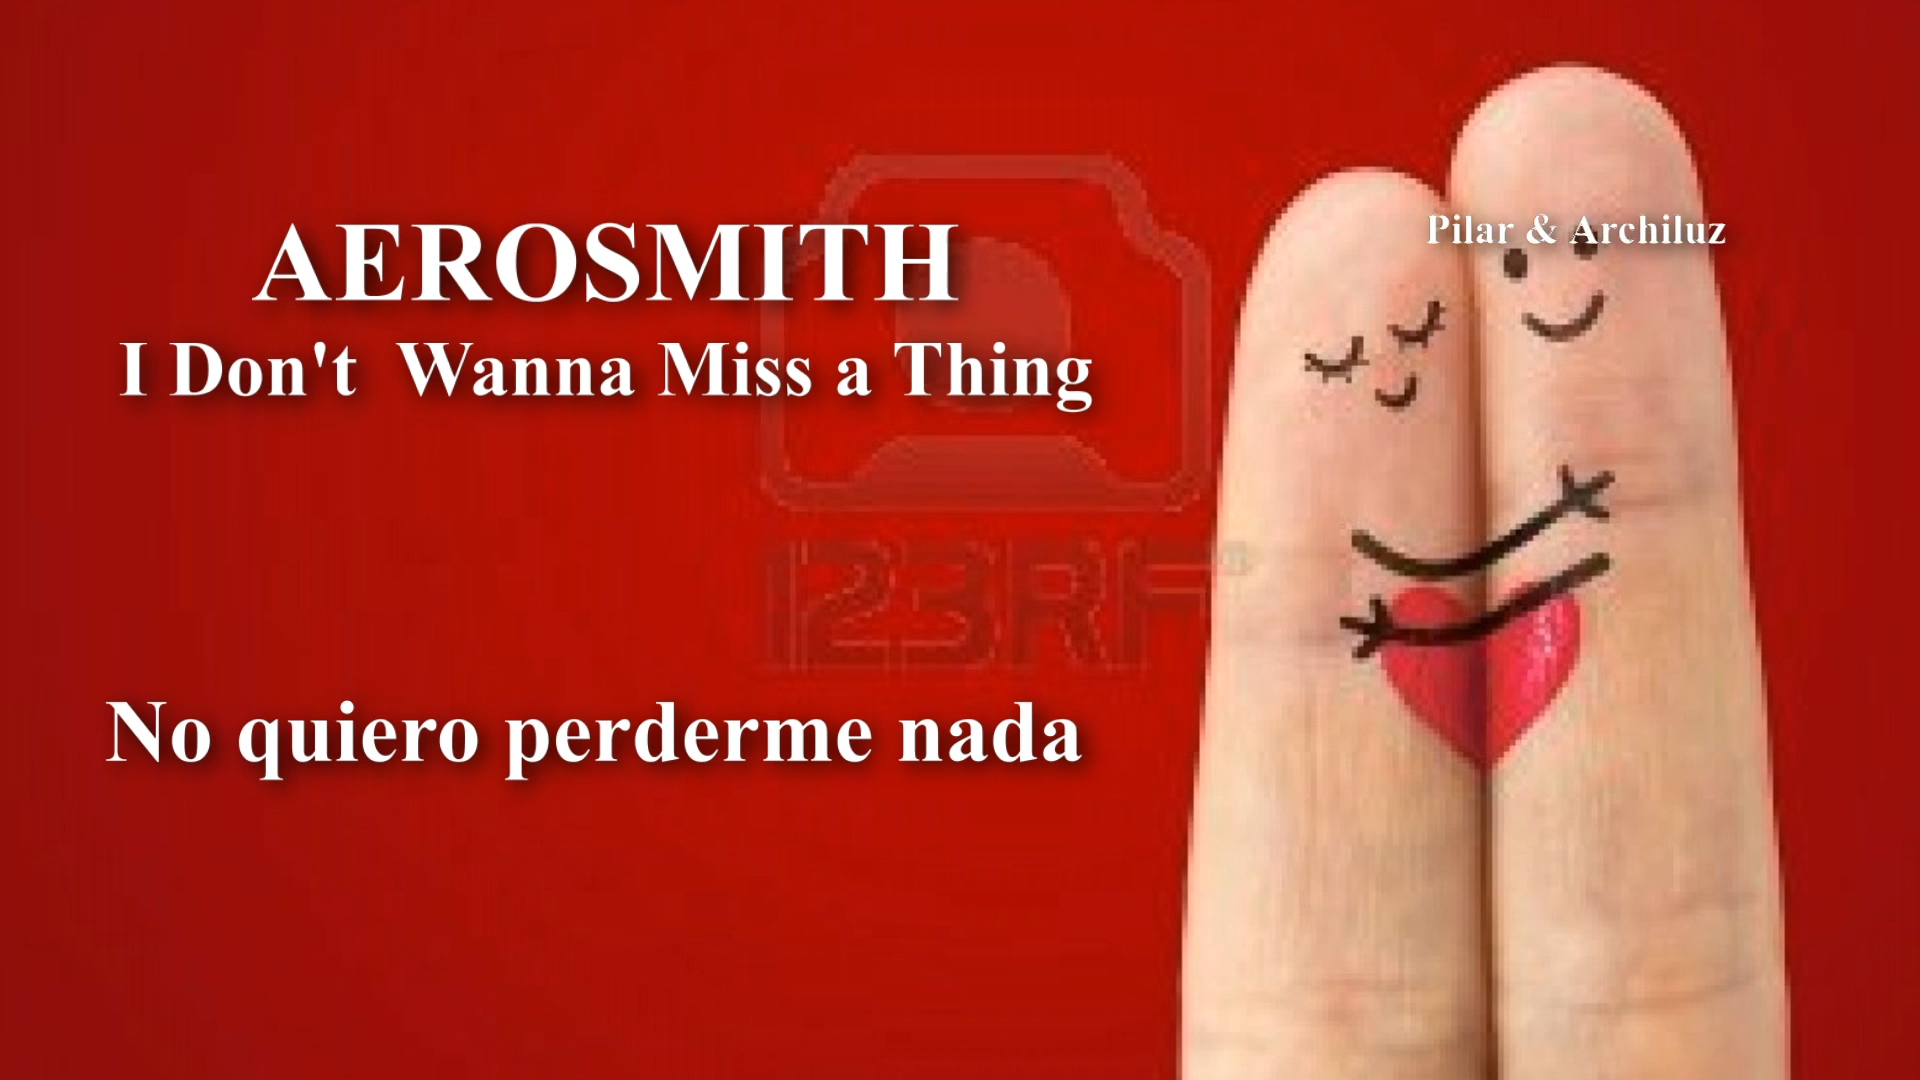 AEROSMITH
I Don't  Wanna Miss a Thing
No quiero perderme nada
Pilar & Archiluz
123RF®